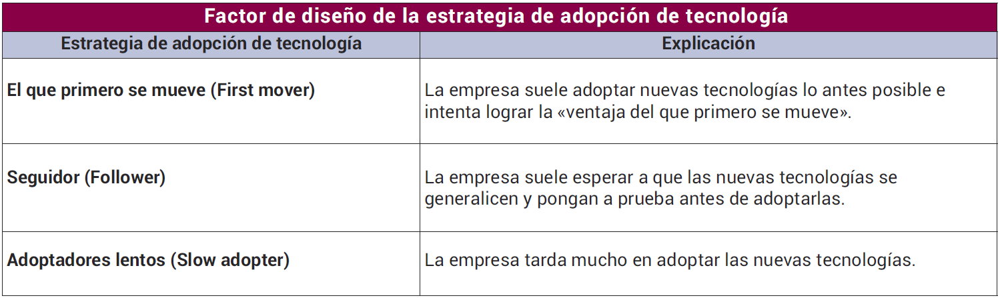 Factor de diseño de la estrategia de adopción de tecnología
Estrategia de adopción de tecnología
Explicación
El que primero se mueve (First mover)
La empresa suele adoptar nuevas tecnologías lo antes posible e
intenta lograr la «ventaja del que primero se mueve».
Seguidor (Follower)
La empresa suele esperar a que las nuevas tecnologías se
generalicen y pongan a prueba antes de adoptarlas.
Adoptadores lentos (Slow adopter)
La empresa tarda mucho en adoptar las nuevas tecnologías.